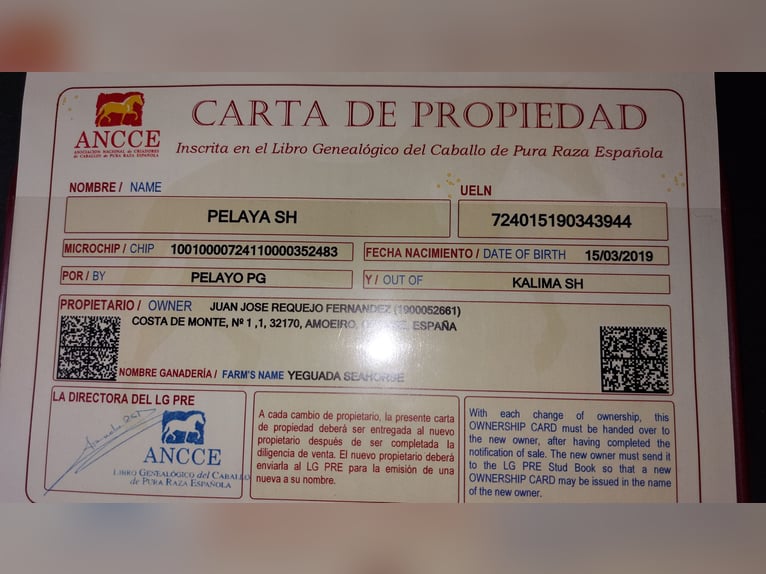 ANCCE
ASOCIACIÓN NACIONAL DE CRIADORES
DE CABALLOS DE PURA RAZA ESPAÑOLA
CARTA DE PROPIEDAD
Inscrita en el Libro Genealógico del Caballo de Pura Raza Española
NOMBRE / NAME
UELN
PELAYA SH
724015190343944
MICROCHIP / CHIP 10010000724110000352483
FECHA NACIMIENTO / DATE OF BIRTH 15/03/2019
POR / BY PELAYO PG
Y / OUT OF KALIMA SH
PROPIETARIO / OWNER JUAN JOSE REQUEJO FERNANDEZ (1900052661)
COSTA DE MONTE, Nº 1 ,1, 32170, AMOEIRO, ESPAÑA
NOMBRE GANADERÍA / FARM'S NAME YEGUADA SEAHORSE
LA DIRECTORA DEL LG PRE
ANCCE
LIBRO GENEALÓGICO DEL CABALLO
de PURA RAZA ESPAÑOLA
A cada cambio de propietario, la presente carta
de propiedad deberá ser entregada al nuevo
propietario después de ser completada la
diligencia de venta. El nuevo propietario deberá
enviarla al LG PRE para la emisión de una
nueva a su nombre.
With each change of ownership, this
OWNERSHIP CARD must be handed over to
the new owner, after having completed the
notification of sale. The new owner must send it
to the LG PRE Stud Book so that a new
OWNERSHIP CARD may be issued in the name
of the new owner.